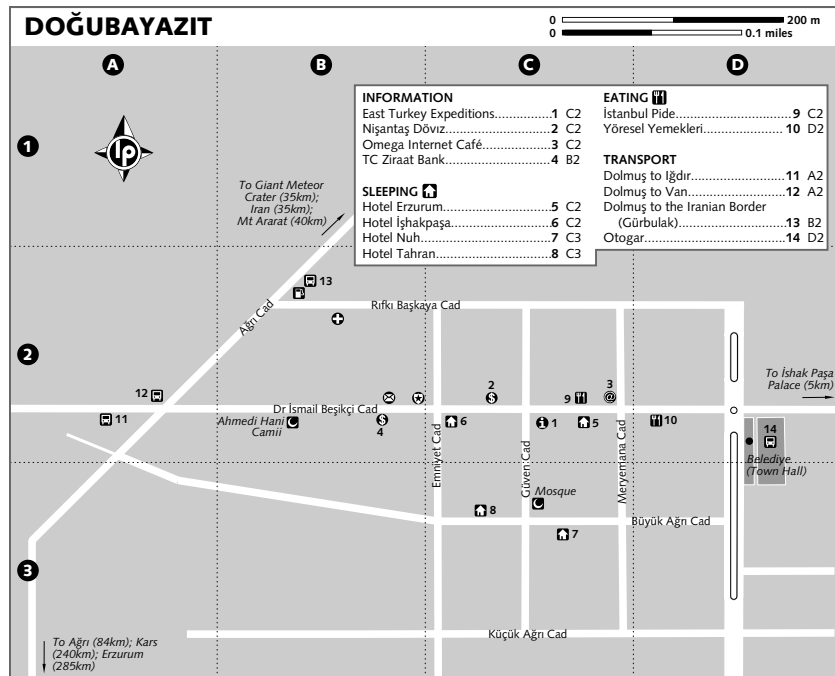 DOĞUBAYAZIT
0 200 m
0 0.1 miles
A B C D
1
2
3
lp
INFORMATION
East Turkey Expeditions..............1 C2
Nişantaş Dövız..............2 C2
Omega Internet Café..............3 C2
TC Ziraat Bank..............4 B2
SLEEPING
Hotel Erzurum..............5 C2
Hotel İşhakpaşa..............6 C2
Hotel Nuh..............7 C3
Hotel Tahran..............8 C3
EATING
İstanbul Pide..............9 C2
Yöresel Yemekleri..............10 D2
TRANSPORT
Dolmuş to Iğdır..............11 A2
Dolmuş to Van..............12 A2
Dolmuş to the Iranian Border
(Gürbulak)..............13 B2
Otogar..............14 D2
To Giant Meteor
Crater (35km);
Iran (35km);
Mt Ararat (40km)
13
Ağrı Cad
Rıfkı Başkaya Cad
To İshak Paşa
Palace (5km)
12
11
2
9
3
@
$
Dr İsmail Beşikçi Cad
Ahmedi Hani
Camii
$
4
6
i
1
5
10
14
Belediye
(Town Hall)
Emniyet Cad
Güven Cad
Meryemana Cad
Mosque
8
7
Büyük Ağrı Cad
Küçük Ağrı Cad
To Ağrı (84km); Kars
(240km); Erzurum
(285km)